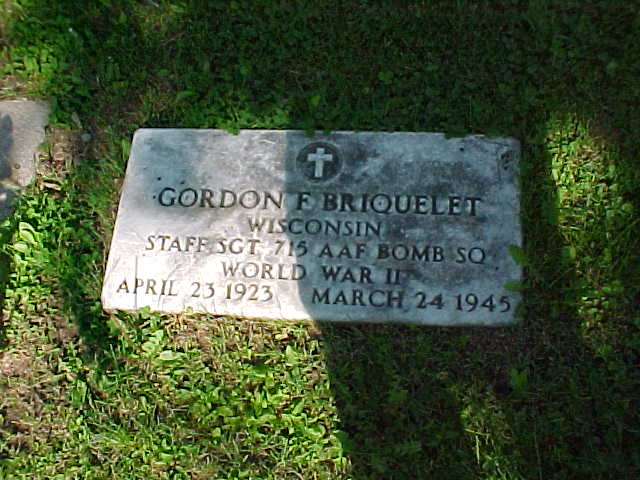 GORDON F BRIQUELET
WISCONSIN
STAFF SGT 715 AAF BOMB SQ
WORLD WAR II
APRIL 23 1923 MARCH 24 1945